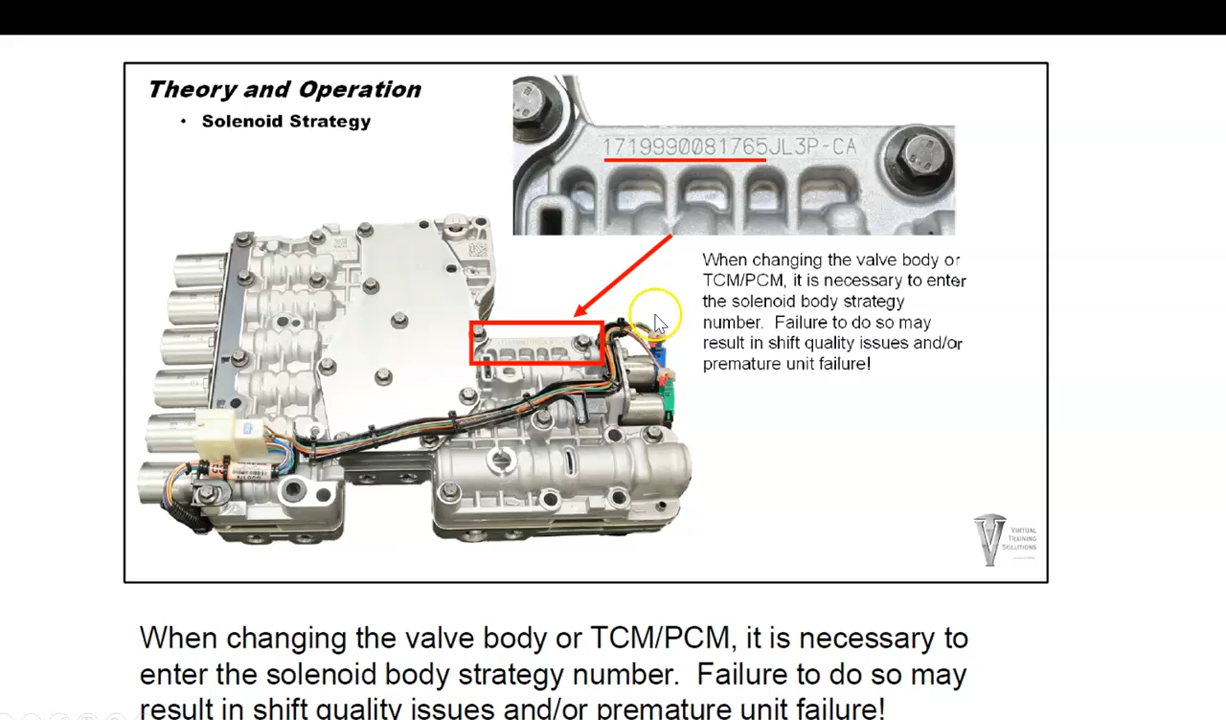 Theory and Operation
• Solenoid Strategy
1719990081765JL3P-CA
When changing the valve body or
TCM/PCM, it is necessary to enter
the solenoid body strategy
number. Failure to do so may
result in shift quality issues and/or
premature unit failure!
VIRTUAL
TRAINING
SOLUTIONS
When changing the valve body or TCM/PCM, it is necessary to
enter the solenoid body strategy number. Failure to do so may
result in shift quality issues and/or premature unit failure!